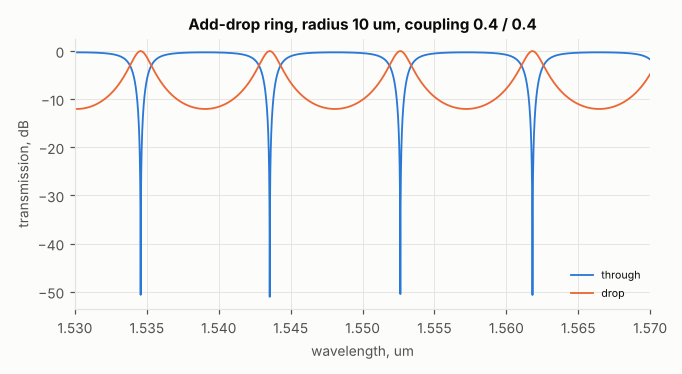 Add-drop ring, radius 10 um, coupling 0.4 / 0.4
0
−10
−20
−30
−40
−50
transmission, dB
through
drop
1.530 1.535 1.540 1.545 1.550 1.555 1.560 1.565 1.570
wavelength, um